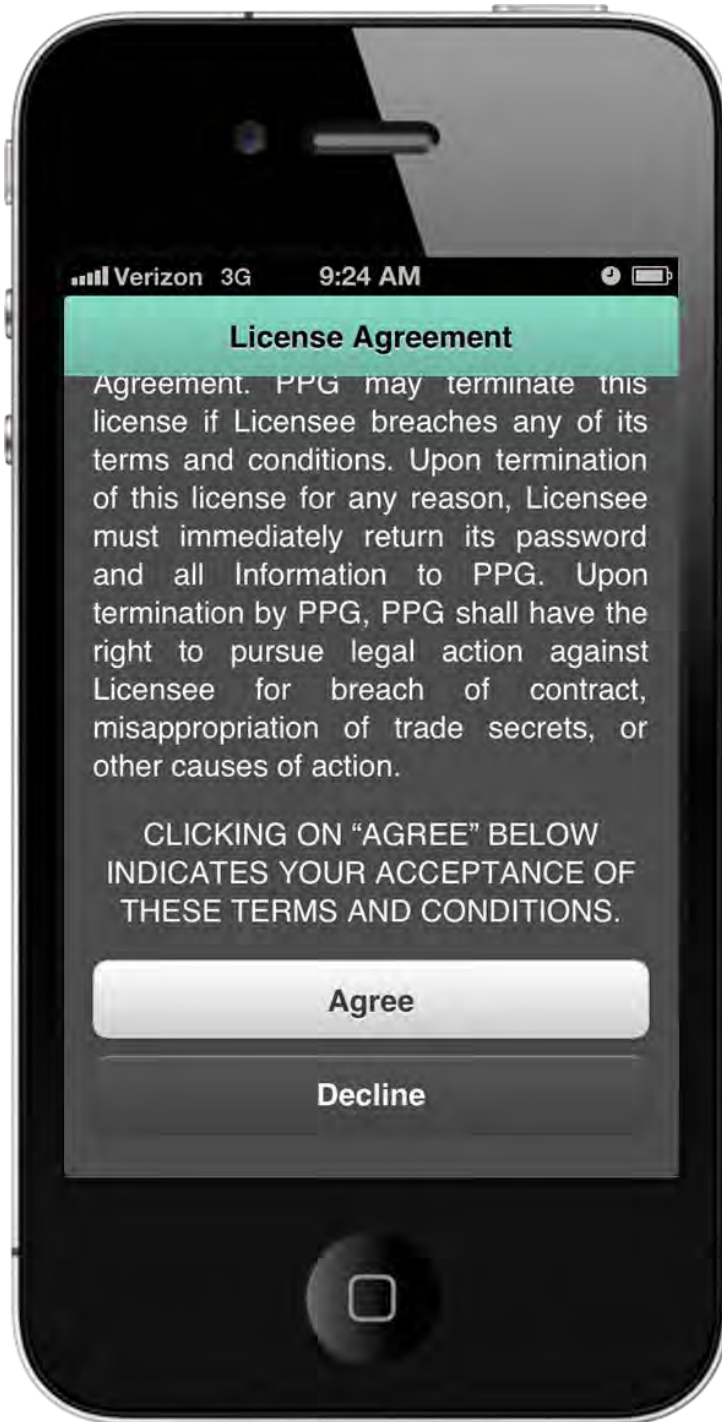 Verizon 3G 9:24 AM
License Agreement
Agreement. PPG may terminate this
license if Licensee breaches any of its
terms and conditions. Upon termination
of this license for any reason, Licensee
must immediately return its password
and all Information to PPG. Upon
termination by PPG, PPG shall have the
right to pursue legal action against
Licensee for breach of contract,
misappropriation of trade secrets, or
other causes of action.
CLICKING ON “AGREE” BELOW
INDICATES YOUR ACCEPTANCE OF
THESE TERMS AND CONDITIONS.
Agree
Decline